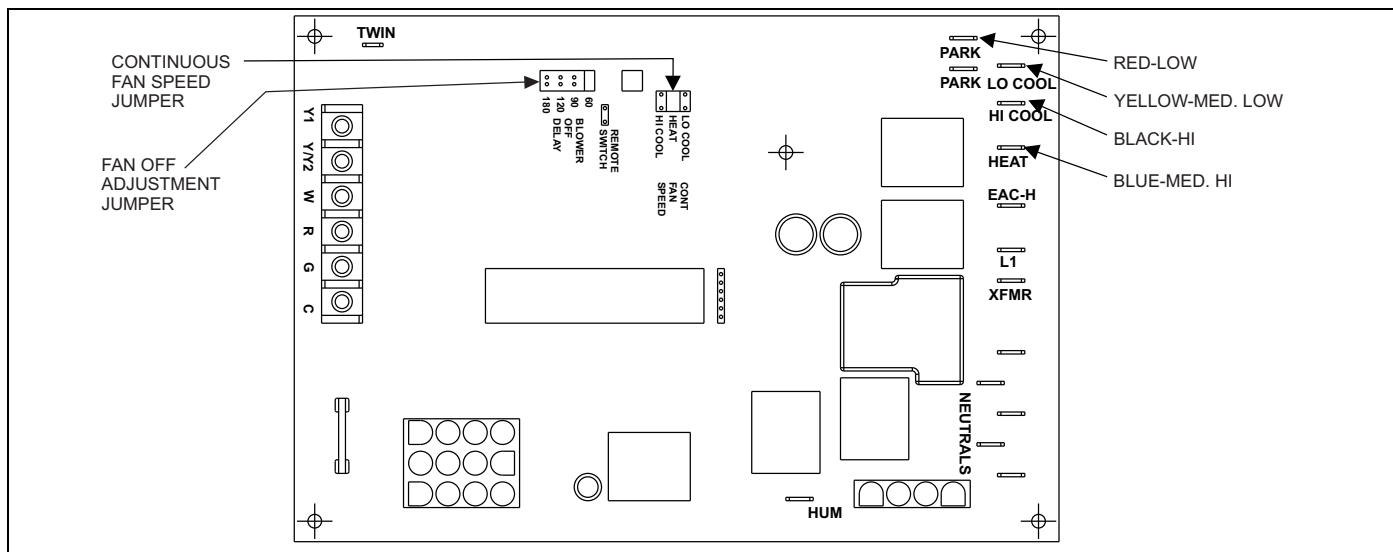 TWIN
CONTINUOUS
FAN SPEED
JUMPER
FAN OFF
ADJUSTMENT
JUMPER
60
90
120
180
BLOWER
OFF
DELAY
REMOTE
SWITCH
LO COOL
HEAT
HI COOL
CONT
FAN
SPEED
PARK
PARK
LO COOL
HI COOL
HEAT
EAC-H
L1
XFMR
RED-LOW
YELLOW-MED. LOW
BLACK-HI
BLUE-MED. HI
Y1
Y/Y2
W
R
G
C
NEUTRALS
HUM